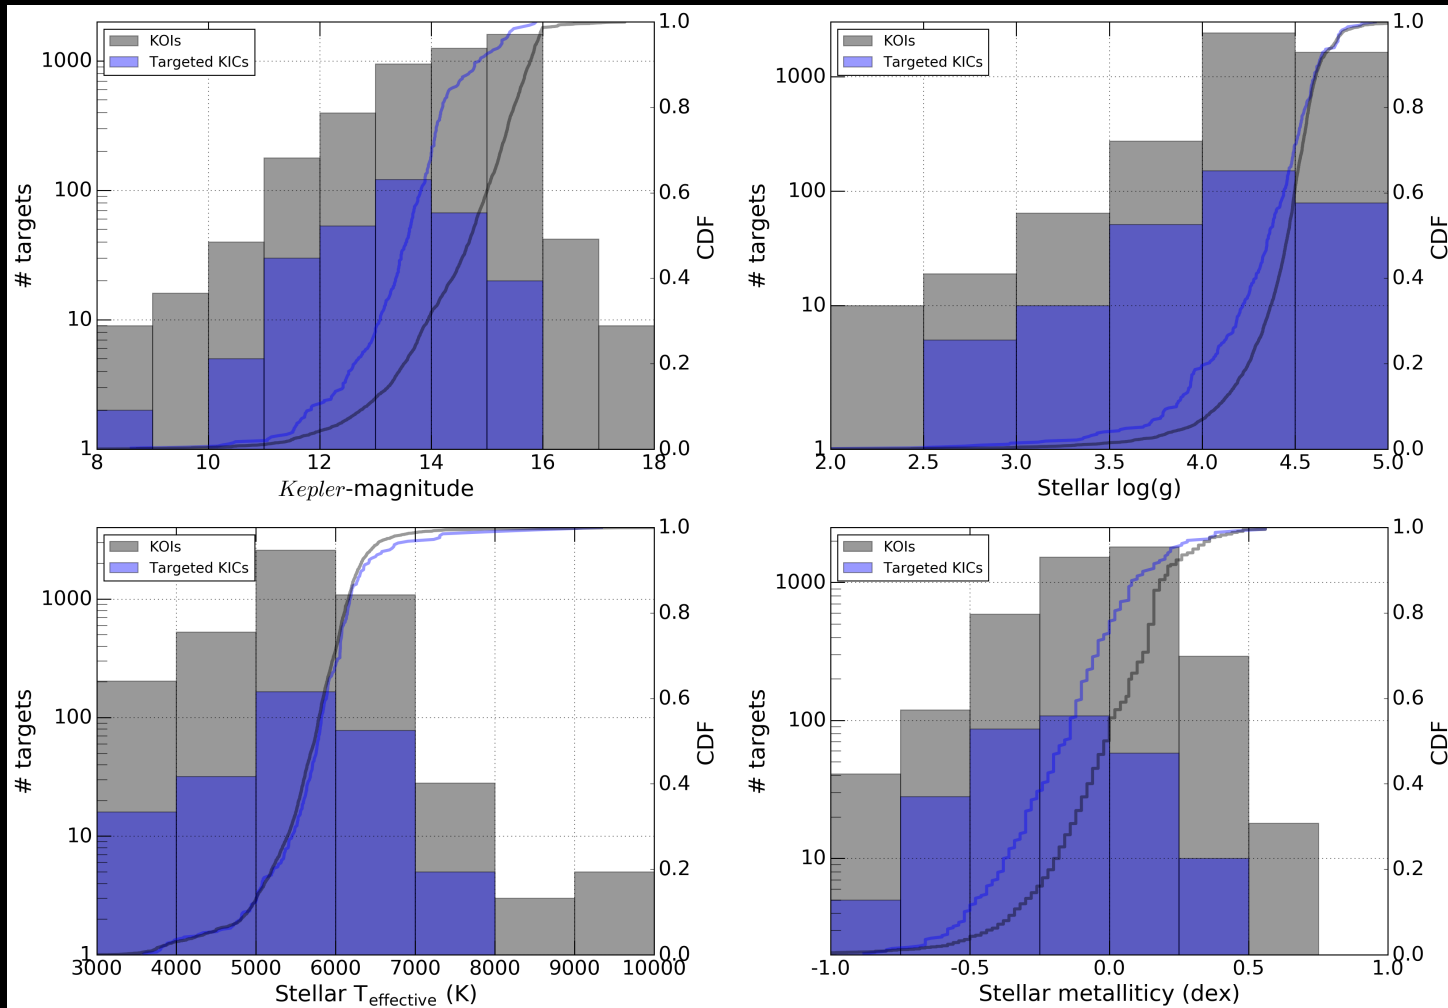 KOIs
Targeted KICs
1000
100
10
1
# targets
1.0
0.8
0.6
0.4
0.2
0.0
CDF
8 10 12 14 16 18
Kepler-magnitude
KOIs
Targeted KICs
1000
100
10
1
# targets
1.0
0.8
0.6
0.4
0.2
0.0
CDF
2.0 2.5 3.0 3.5 4.0 4.5 5.0
Stellar log(g)
KOIs
Targeted KICs
1000
100
10
1
# targets
1.0
0.8
0.6
0.4
0.2
0.0
CDF
3000 4000 5000 6000 7000 8000 9000 10000
Stellar Teffective (K)
KOIs
Targeted KICs
1000
100
10
# targets
1.0
0.8
0.6
0.4
0.2
0.0
CDF
-1.0 -0.5 0.0 0.5 1.0
Stellar metalliticy (dex)